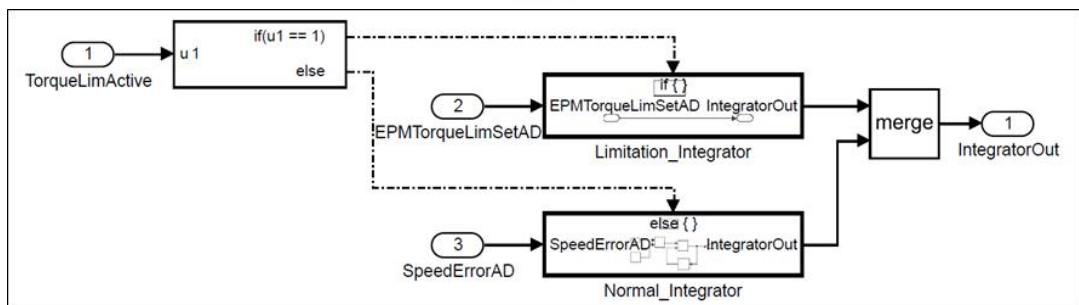 if(u1 == 1)
1
u1
TorqueLimActive
else
if { }
2
EPMTorqueLimSetAD IntegratorOut
EPMTorqueLimSetAD
Limitation_Integrator
merge
1
IntegratorOut
else { }
3
SpeedErrorAD IntegratorOut
SpeedErrorAD
Normal_Integrator